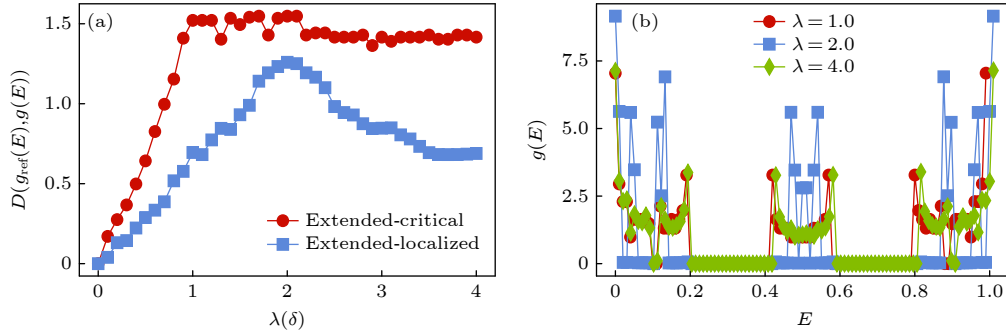 (a)
D(g_ref(E),g(E))
1.5
1.0
0.5
0
Extended-critical
Extended-localized
0 1 2 3 4
λ(δ)
(b)
g(E)
7.5
5.0
2.5
0
λ = 1.0
λ = 2.0
λ = 4.0
0 0.2 0.4 0.6 0.8 1.0
E